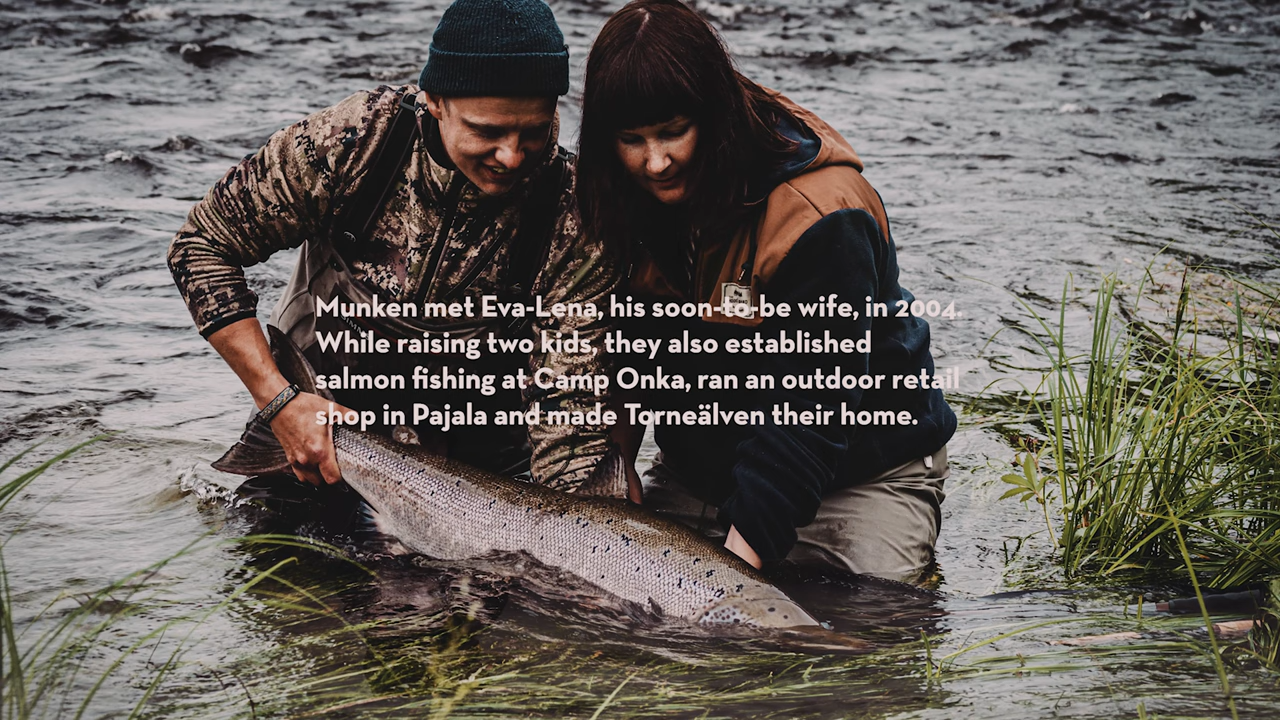 Munken met Eva-Lena, his soon-to-be wife, in 2004.
While raising two kids, they also established
salmon fishing at Camp Onka, ran an outdoor retail
shop in Pajala and made Torneälven their home.